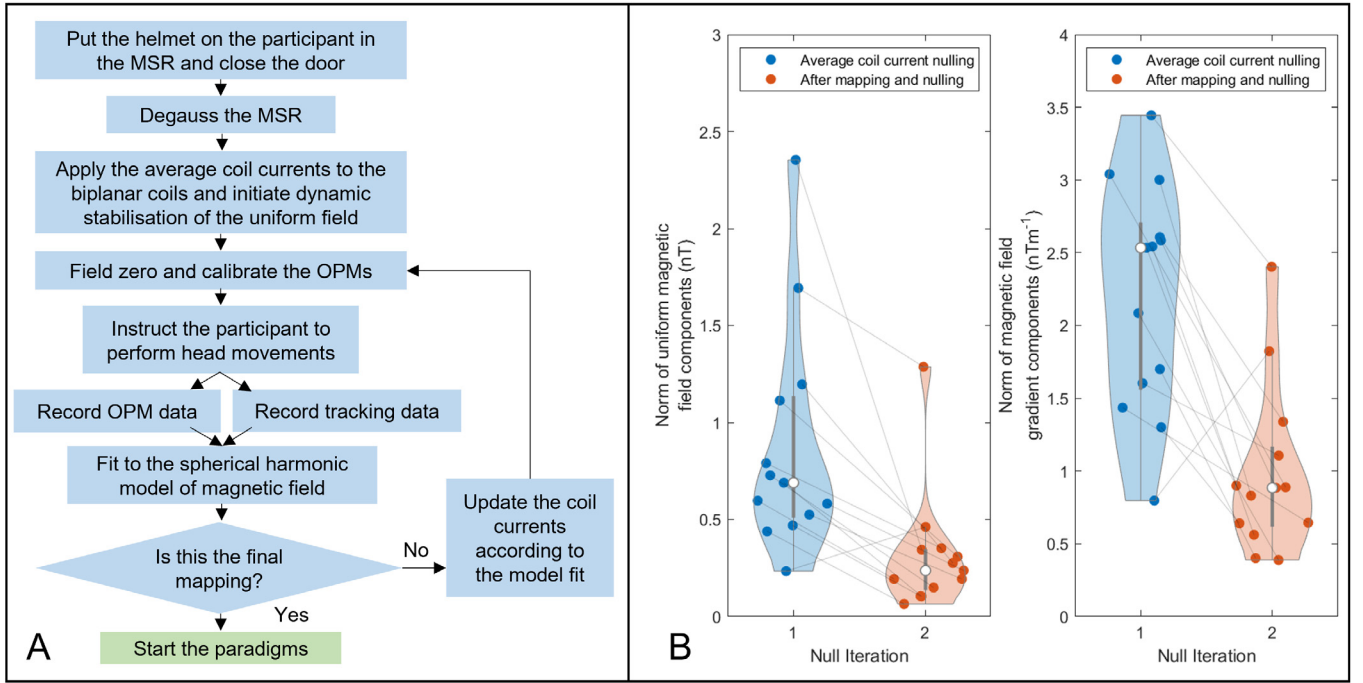 Put the helmet on the participant in
the MSR and close the door
Degauss the MSR
Apply the average coil currents to the
biplanar coils and initiate dynamic
stabilisation of the uniform field
Field zero and calibrate the OPMs
Instruct the participant to
perform head movements
Record OPM data
Record tracking data
Fit to the spherical harmonic
model of magnetic field
Update the coil
currents
according to
the model fit
Is this the final
mapping?
No
Yes
Start the paradigms
A
Norm of uniform magnetic
field components (nT)
3
2.5
2
1.5
1
0.5
0
Average coil current nulling
After mapping and nulling
1
2
Null Iteration
Norm of magnetic field
gradient components (nTm⁻¹)
4
3.5
3
2.5
2
1.5
1
0.5
0
Average coil current nulling
After mapping and nulling
1
2
Null Iteration
B